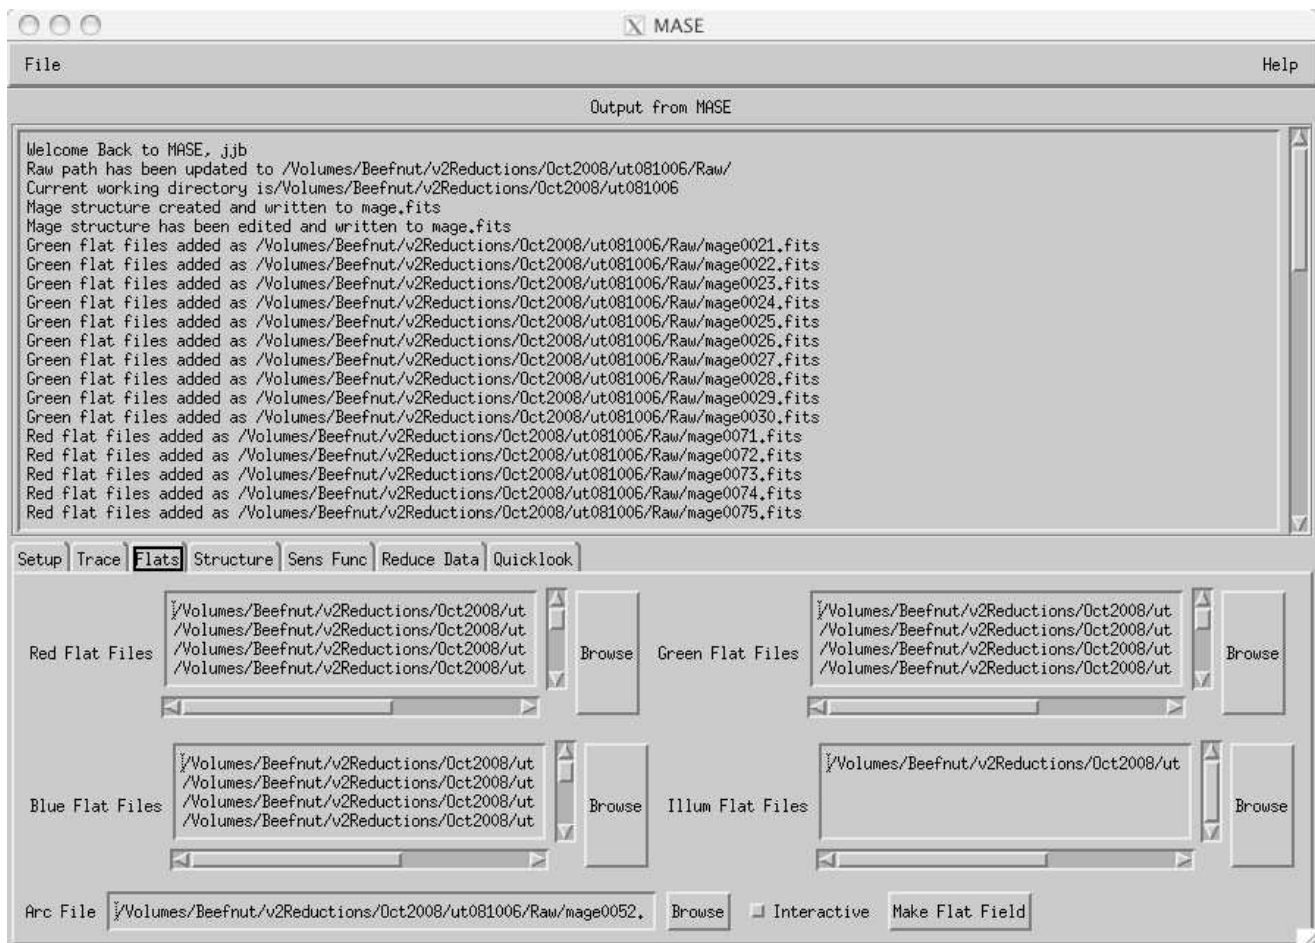 MASE
File Help
Output from MASE
Welcome Back to MASE, jjb
Raw path has been updated to /Volumes/Beefnut/v2Reductions/Oct2008/ut081006/Raw/
Current working directory is/Volumes/Beefnut/v2Reductions/Oct2008/ut081006
Mage structure created and written to mage.fits
Mage structure has been edited and written to mage.fits
Green flat files added as /Volumes/Beefnut/v2Reductions/Oct2008/ut081006/Raw/mage0021.fits
Green flat files added as /Volumes/Beefnut/v2Reductions/Oct2008/ut081006/Raw/mage0022.fits
Green flat files added as /Volumes/Beefnut/v2Reductions/Oct2008/ut081006/Raw/mage0023.fits
Green flat files added as /Volumes/Beefnut/v2Reductions/Oct2008/ut081006/Raw/mage0024.fits
Green flat files added as /Volumes/Beefnut/v2Reductions/Oct2008/ut081006/Raw/mage0025.fits
Green flat files added as /Volumes/Beefnut/v2Reductions/Oct2008/ut081006/Raw/mage0026.fits
Green flat files added as /Volumes/Beefnut/v2Reductions/Oct2008/ut081006/Raw/mage0027.fits
Green flat files added as /Volumes/Beefnut/v2Reductions/Oct2008/ut081006/Raw/mage0028.fits
Green flat files added as /Volumes/Beefnut/v2Reductions/Oct2008/ut081006/Raw/mage0029.fits
Green flat files added as /Volumes/Beefnut/v2Reductions/Oct2008/ut081006/Raw/mage0030.fits
Red flat files added as /Volumes/Beefnut/v2Reductions/Oct2008/ut081006/Raw/mage0071.fits
Red flat files added as /Volumes/Beefnut/v2Reductions/Oct2008/ut081006/Raw/mage0072.fits
Red flat files added as /Volumes/Beefnut/v2Reductions/Oct2008/ut081006/Raw/mage0073.fits
Red flat files added as /Volumes/Beefnut/v2Reductions/Oct2008/ut081006/Raw/mage0074.fits
Red flat files added as /Volumes/Beefnut/v2Reductions/Oct2008/ut081006/Raw/mage0075.fits
Setup Trace Flats Structure Sens Func Reduce Data Quicklook
Red Flat Files
/Volumes/Beefnut/v2Reductions/Oct2008/ut
/Volumes/Beefnut/v2Reductions/Oct2008/ut
/Volumes/Beefnut/v2Reductions/Oct2008/ut
/Volumes/Beefnut/v2Reductions/Oct2008/ut
Browse
Green Flat Files
/Volumes/Beefnut/v2Reductions/Oct2008/ut
/Volumes/Beefnut/v2Reductions/Oct2008/ut
/Volumes/Beefnut/v2Reductions/Oct2008/ut
/Volumes/Beefnut/v2Reductions/Oct2008/ut
Browse
Blue Flat Files
/Volumes/Beefnut/v2Reductions/Oct2008/ut
/Volumes/Beefnut/v2Reductions/Oct2008/ut
/Volumes/Beefnut/v2Reductions/Oct2008/ut
/Volumes/Beefnut/v2Reductions/Oct2008/ut
Browse
Illum Flat Files
/Volumes/Beefnut/v2Reductions/Oct2008/ut
Browse
Arc File /Volumes/Beefnut/v2Reductions/Oct2008/ut081006/Raw/mage0052. Browse Interactive Make Flat Field